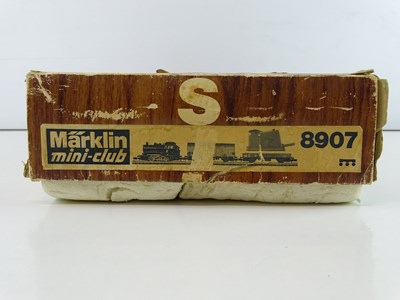 S
Märklin
mini-club
8907
m